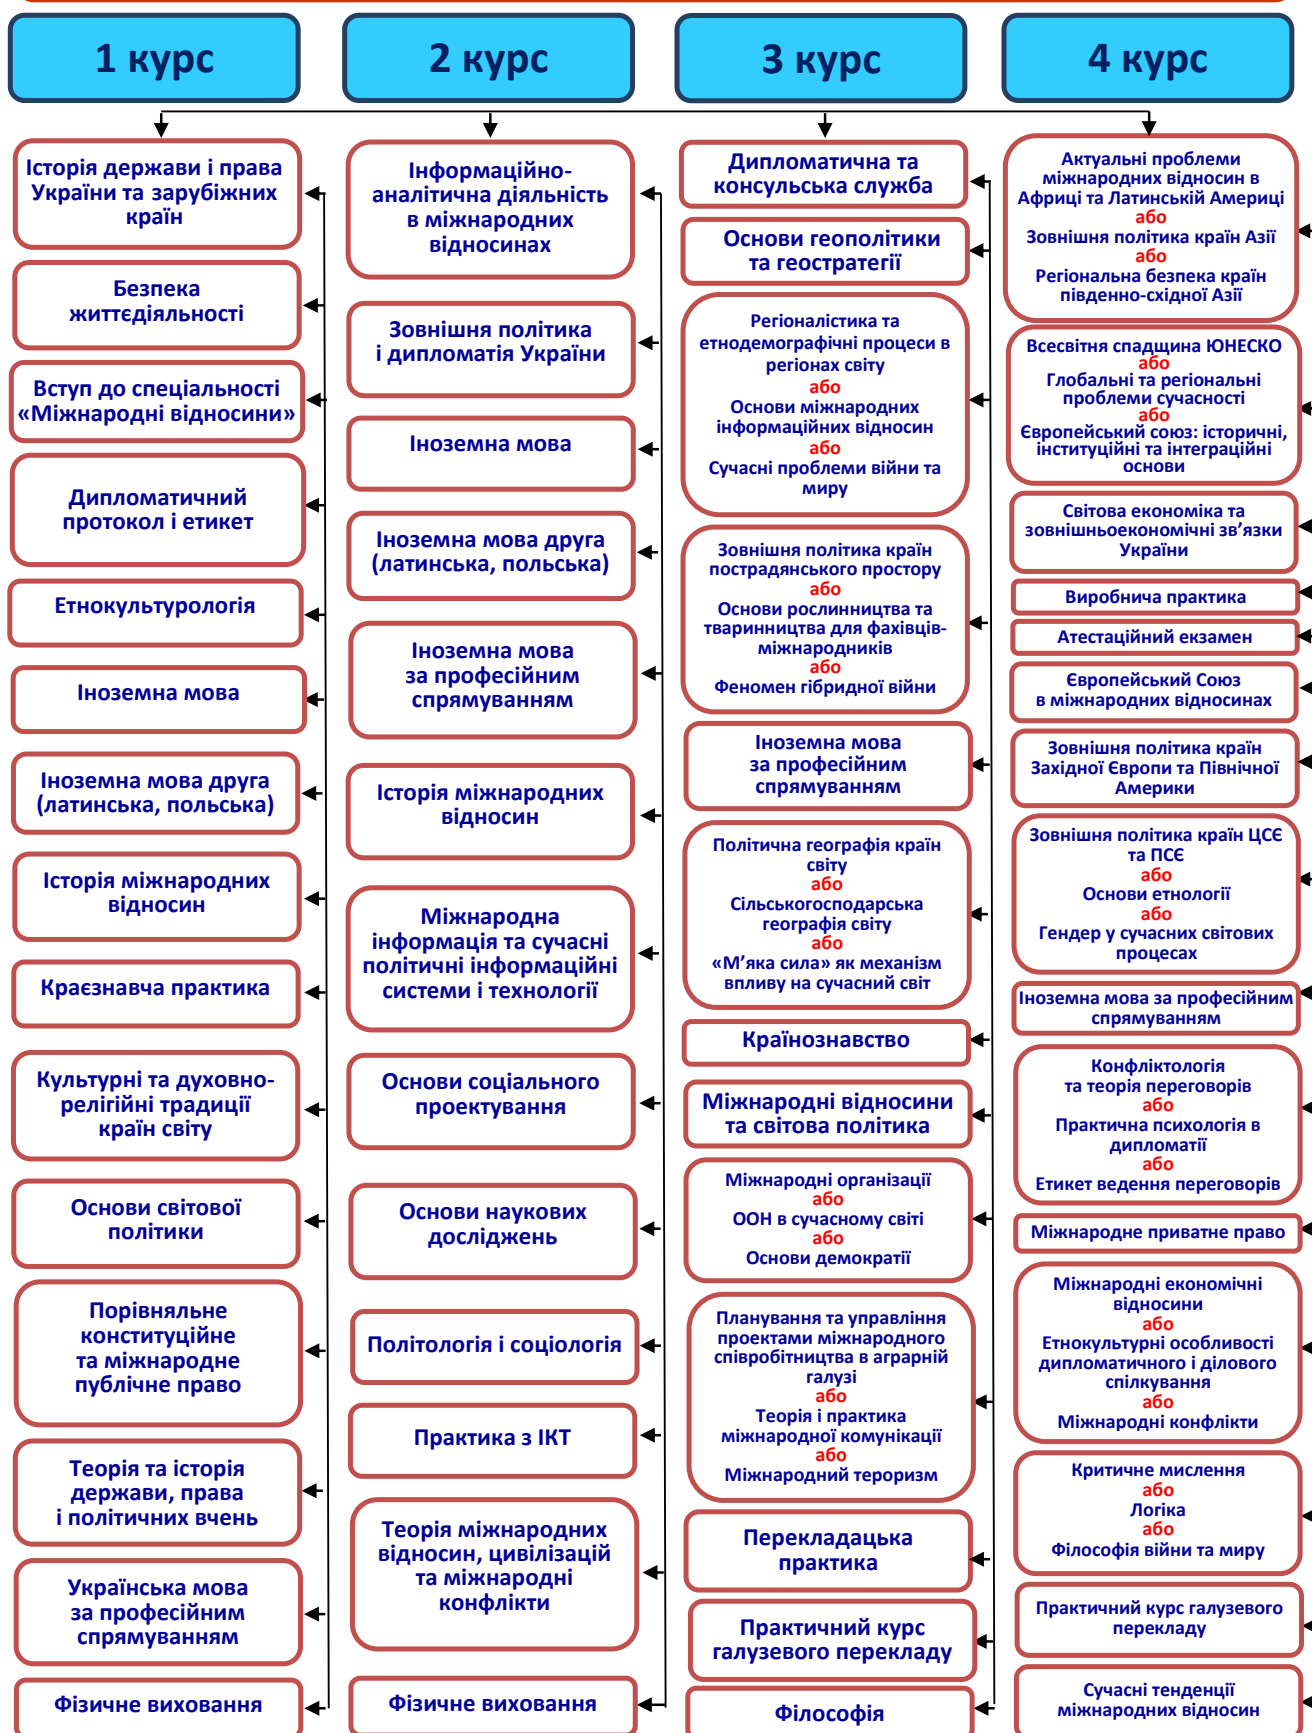 1 курс
2 курс
3 курс
4 курс
Історія держави і права
України та зарубіжних
країн
Безпека
життєдіяльності
Вступ до спеціальності
«Міжнародні відносини»
Дипломатичний
протокол і етикет
Етнокультурологія
Іноземна мова
Іноземна мова друга
(латинська, польська)
Історія міжнародних
відносин
Краєзнавча практика
Культурні та духовно-
релігійні традиції
країн світу
Основи світової
політики
Порівняльне
конституційне
та міжнародне
публічне право
Теорія та історія
держави, права
і політичних вчень
Українська мова
за професійним
спрямуванням
Фізичне виховання
Інформаційно-
аналітична діяльність
в міжнародних
відносинах
Зовнішня політика
і дипломатія України
Іноземна мова
Іноземна мова друга
(латинська, польська)
Іноземна мова
за професійним
спрямуванням
Історія міжнародних
відносин
Міжнародна
інформація та сучасні
політичні інформаційні
системи і технології
Основи соціального
проектування
Основи наукових
досліджень
Політологія і соціологія
Практика з ІКТ
Теорія міжнародних
відносин, цивілізацій
та міжнародні
конфлікти
Фізичне виховання
Дипломатична та
консульська служба
Основи геополітики
та геостратегії
Регіоналістика та
етнодемографічні процеси в
регіонах світу
або
Основи міжнародних
інформаційних відносин
або
Сучасні проблеми війни та
миру
Зовнішня політика країн
пострадянського простору
або
Основи рослинництва та
тваринництва для фахівців-
міжнародників
або
Феномен гібридної війни
Іноземна мова
за професійним
спрямуванням
Політична географія країн
світу
або
Сільськогосподарська
географія світу
або
«М’яка сила» як механізм
впливу на сучасний світ
Країнознавство
Міжнародні відносини
та світова політика
Міжнародні організації
або
ООН в сучасному світі
або
Основи демократії
Планування та управління
проектами міжнародного
співробітництва в аграрній
галузі
або
Теорія і практика
міжнародної комунікації
або
Міжнародний тероризм
Перекладацька
практика
Практичний курс
галузевого перекладу
Філософія
Актуальні проблеми
міжнародних відносин в
Африці та Латинській Америці
або
Зовнішня політика країн Азії
або
Регіональна безпека країн
південно-східної Азії
Всесвітня спадщина ЮНЕСКО
або
Глобальні та регіональні
проблеми сучасності
або
Європейський союз: історичні,
інституційні та інтеграційні
основи
Світова економіка та
зовнішньоекономічні зв’язки
України
Виробнича практика
Атестаційний екзамен
Європейський Союз
в міжнародних відносинах
Зовнішня політика країн
Західної Європи та Північної
Америки
Зовнішня політика країн ЦСЄ
та ПСЄ
або
Основи етнології
або
Гендер у сучасних світових
процесах
Іноземна мова за професійним
спрямуванням
Конфліктологія
та теорія переговорів
або
Практична психологія в
дипломатії
або
Етикет ведення переговорів
Міжнародне приватне право
Міжнародні економічні
відносини
або
Етнокультурні особливості
дипломатичного і ділового
спілкування
або
Міжнародні конфлікти
Критичне мислення
або
Логіка
або
Філософія війни та миру
Практичний курс галузевого
перекладу
Сучасні тенденції
міжнародних відносин